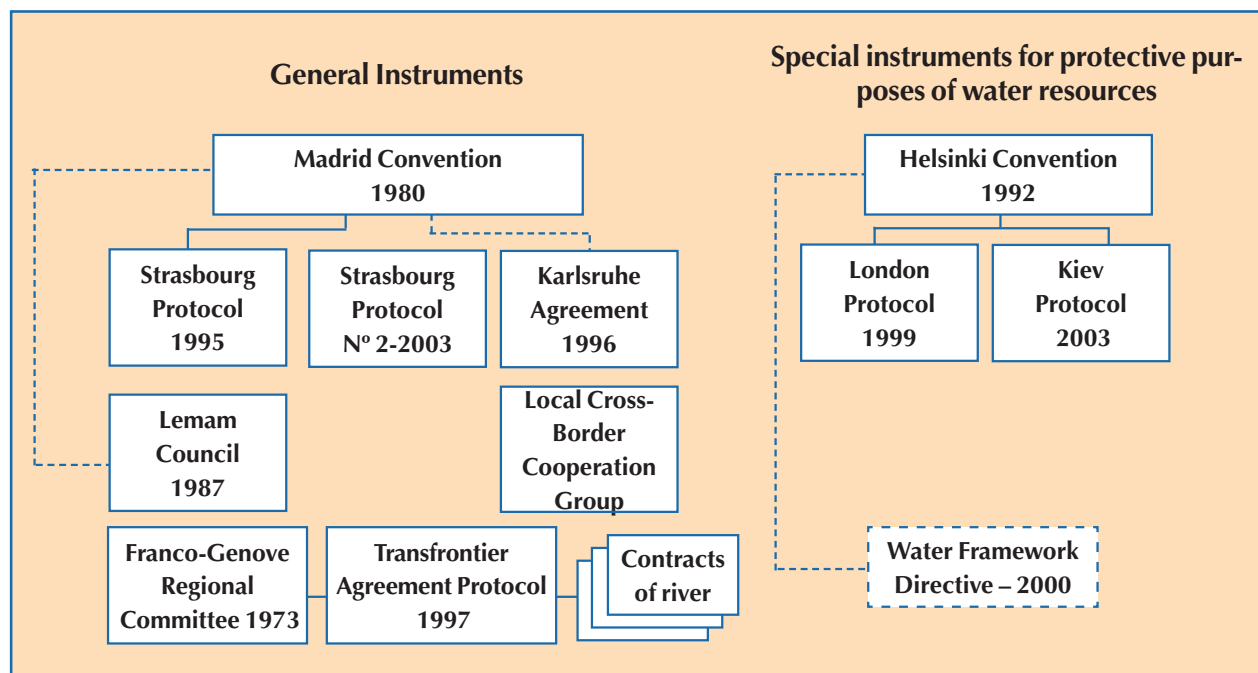 General Instruments
Special instruments for protective pur-
poses of water resources
Madrid Convention
1980
Helsinki Convention
1992
Strasbourg
Protocol
1995
Strasbourg
Protocol
Nº 2-2003
Karlsruhe
Agreement
1996
London
Protocol
1999
Kiev
Protocol
2003
Lemam
Council
1987
Local Cross-
Border
Cooperation
Group
Franco-Genove
Regional
Committee 1973
Transfrontier
Agreement Protocol
1997
Contracts
of river
Water Framework
Directive – 2000